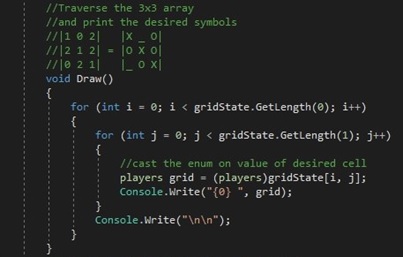 //Traverse the 3x3 array
//and print the desired symbols
//|1 0 2|   |X _ O|
//|2 1 2| = |O X O|
//|0 2 1|   |_ O X|
void Draw()
{
for (int i = 0; i < gridState.GetLength(0); i++)
{
for (int j = 0; j < gridState.GetLength(1); j++)
{
//cast the enum on value of desired cell
players grid = (players)gridState[i, j];
Console.Write("{0} ", grid);
}
Console.Write("\n\n");
}
}